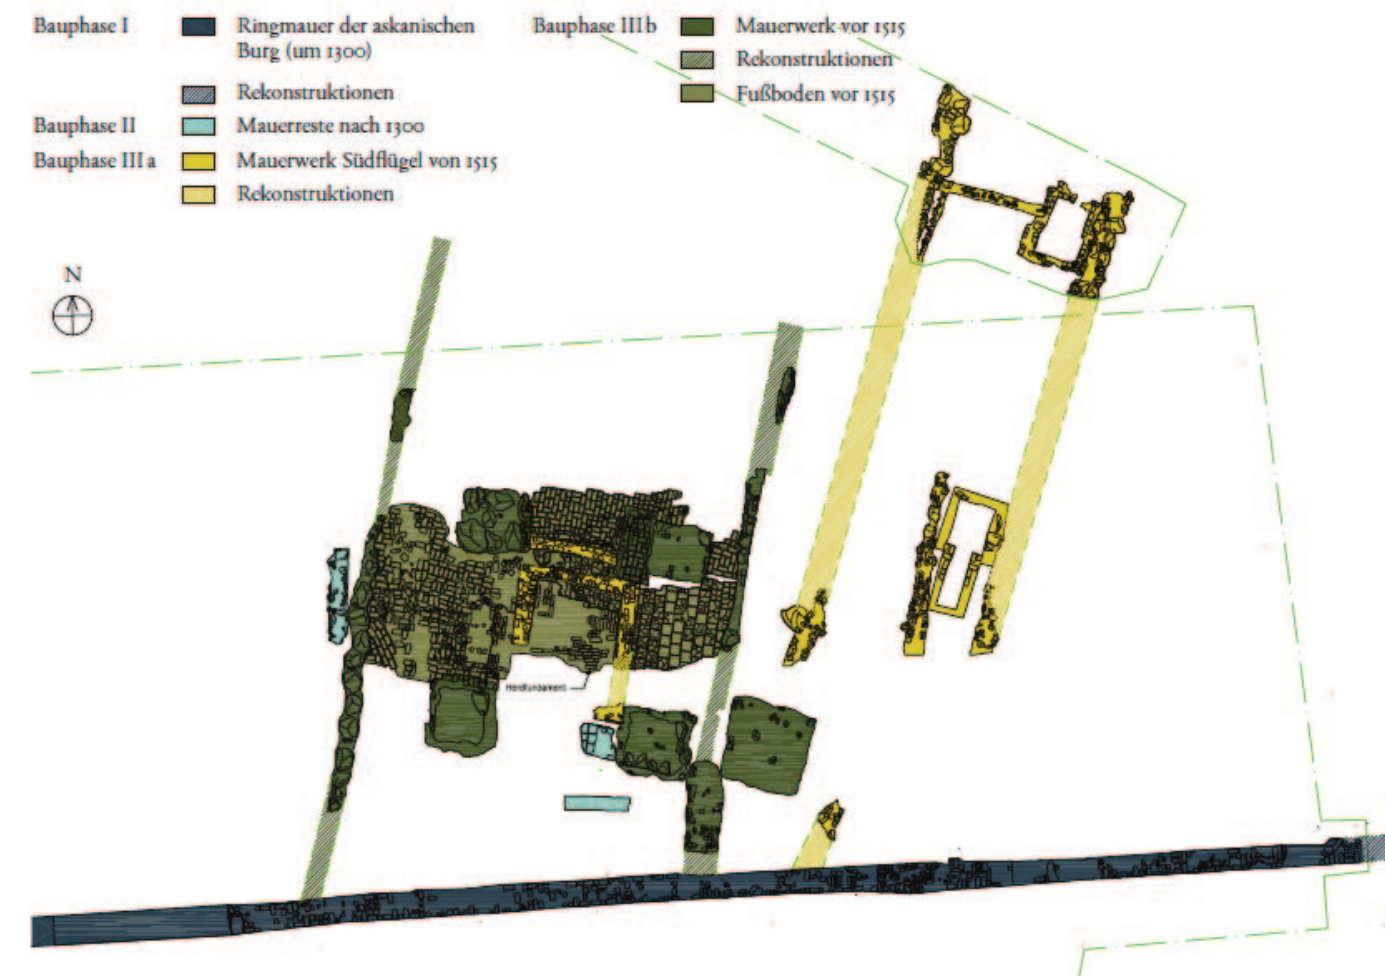 Bauphase I
Ringmauer der askanischen
Burg (um 1300)
Rekonstruktionen
Bauphase II
Mauerreste nach 1300
Bauphase III a
Mauerwerk Südflügel von 1515
Rekonstruktionen
Bauphase III b
Mauerwerk vor 1515
Rekonstruktionen
Fußboden vor 1515
N
Herdfundament